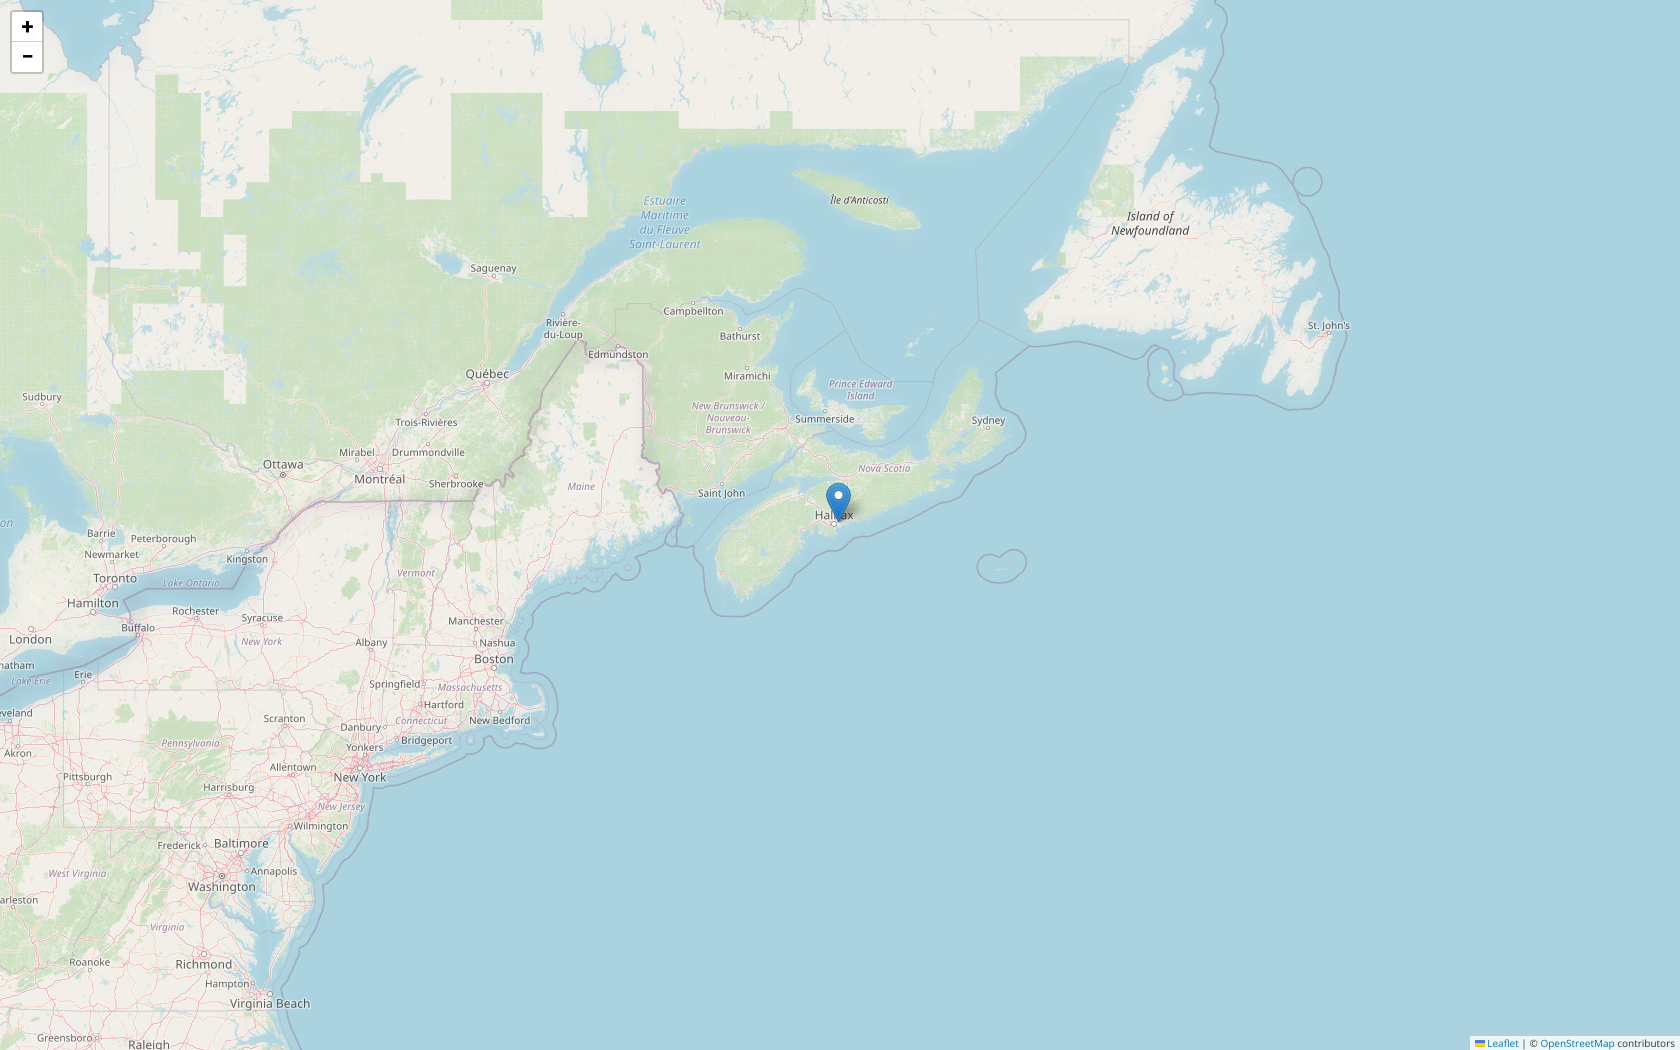 +
−
Estuaire
Maritime
du Fleuve
Saint-Laurent
Île d'Anticosti
Island of
Newfoundland
Saguenay
Campbellton
Rivière-
du-Loup
St. John's
Bathurst
Edmundston
Québec
Miramichi
Prince Edward
Island
Sudbury
New Brunswick /
Nouveau-
Brunswick
Summerside
Sydney
Trois-Rivières
Mirabel
Drummondville
Ottawa
Montréal
Nova Scotia
Sherbrooke
Maine
Saint John
on
Barrie
Peterborough
Newmarket
Kingston
Toronto
Vermont
Lake Ontario
Hamilton
Rochester
Syracuse
Manchester
Buffalo
London
New York
Albany
Nashua
Boston
hatham
Erie
Lake Erie
Springfield
Massachusetts
Hartford
eveland
Scranton
Connecticut
New Bedford
Danbury
Pennsylvania
Yonkers
Bridgeport
Akron
Allentown
New York
Pittsburgh
Harrisburg
New Jersey
Wilmington
Frederick
Baltimore
West Virginia
Annapolis
Washington
arleston
Virginia
Roanoke
Richmond
Hampton
Virginia Beach
Greensboro
Raleigh
Leaflet | © OpenStreetMap contributors